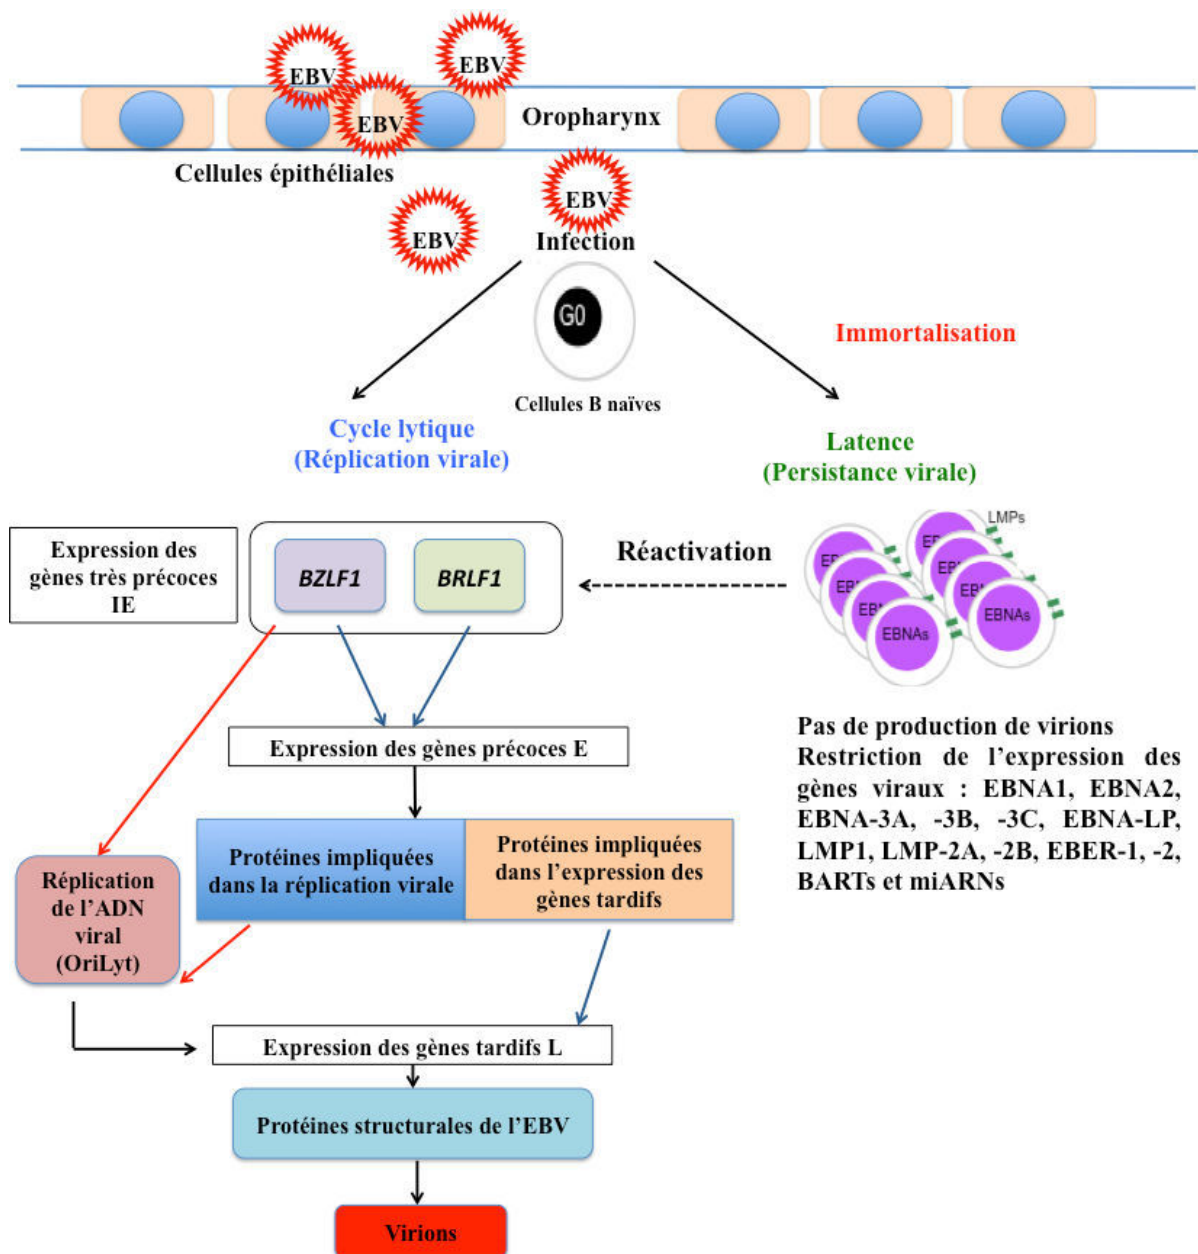 EBV
EBV
EBV
Oropharynx
Cellules épithéliales
EBV
EBV
Infection
G0
Immortalisation
Cellules B naïves
Cycle lytique
(Réplication virale)
Latence
(Persistance virale)
LMPs
Expression des
gènes très précoces
IE
BZLF1
BRLF1
Réactivation
EBNAs
EBNAs
Expression des gènes précoces E
Pas de production de virions
Restriction de l’expression des
gènes viraux : EBNA1, EBNA2,
EBNA-3A, -3B, -3C, EBNA-LP,
LMP1, LMP-2A, -2B, EBER-1, -2,
BARTs et miARNs
Protéines impliquées
dans la réplication virale
Protéines impliquées
dans l’expression des
gènes tardifs
Réplication
de l’ADN
viral
(OriLyt)
Expression des gènes tardifs L
Protéines structurales de l’EBV
Virions